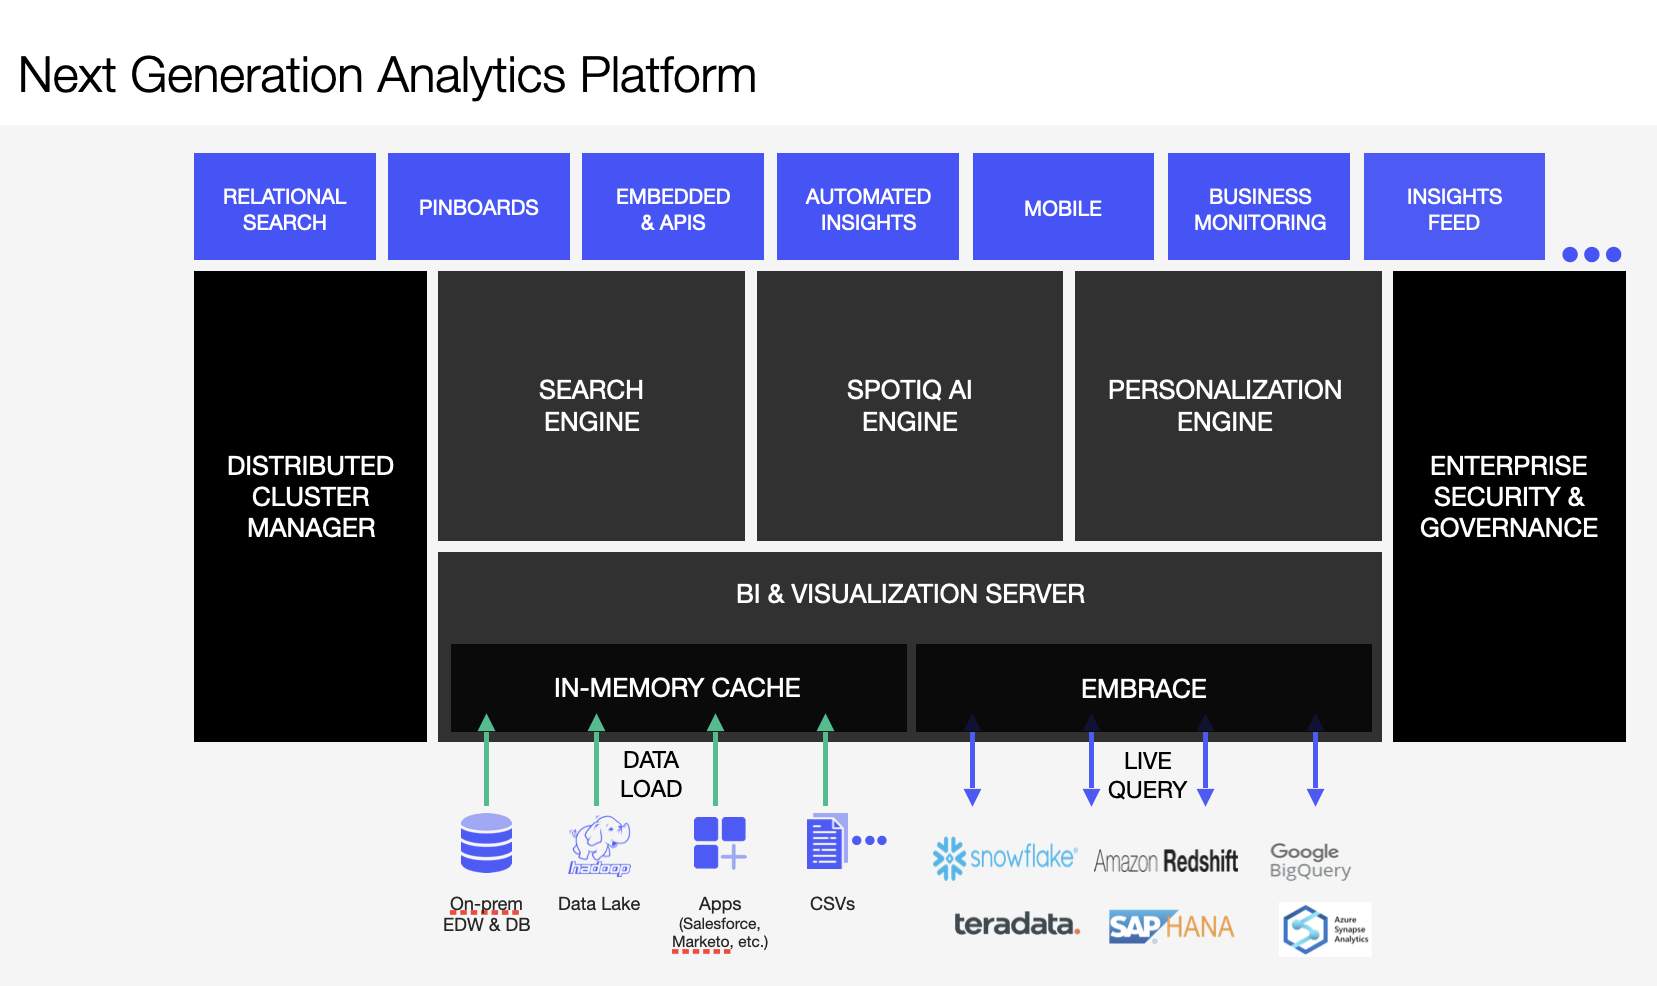 Next Generation Analytics Platform
RELATIONAL
SEARCH
PINBOARDS
EMBEDDED
& APIS
AUTOMATED
INSIGHTS
MOBILE
BUSINESS
MONITORING
INSIGHTS
FEED
DISTRIBUTED
CLUSTER
MANAGER
SEARCH
ENGINE
SPOTIQ AI
ENGINE
PERSONALIZATION
ENGINE
ENTERPRISE
SECURITY &
GOVERNANCE
BI & VISUALIZATION SERVER
IN-MEMORY CACHE
EMBRACE
DATA
LOAD
LIVE
QUERY
hadoop
On-prem
EDW & DB
Data Lake
Apps
(Salesforce,
Marketo, etc.)
CSVs
snowflake®
Amazon Redshift
Google
BigQuery
teradata.
SAP® HANA
Azure
Synapse
Analytics